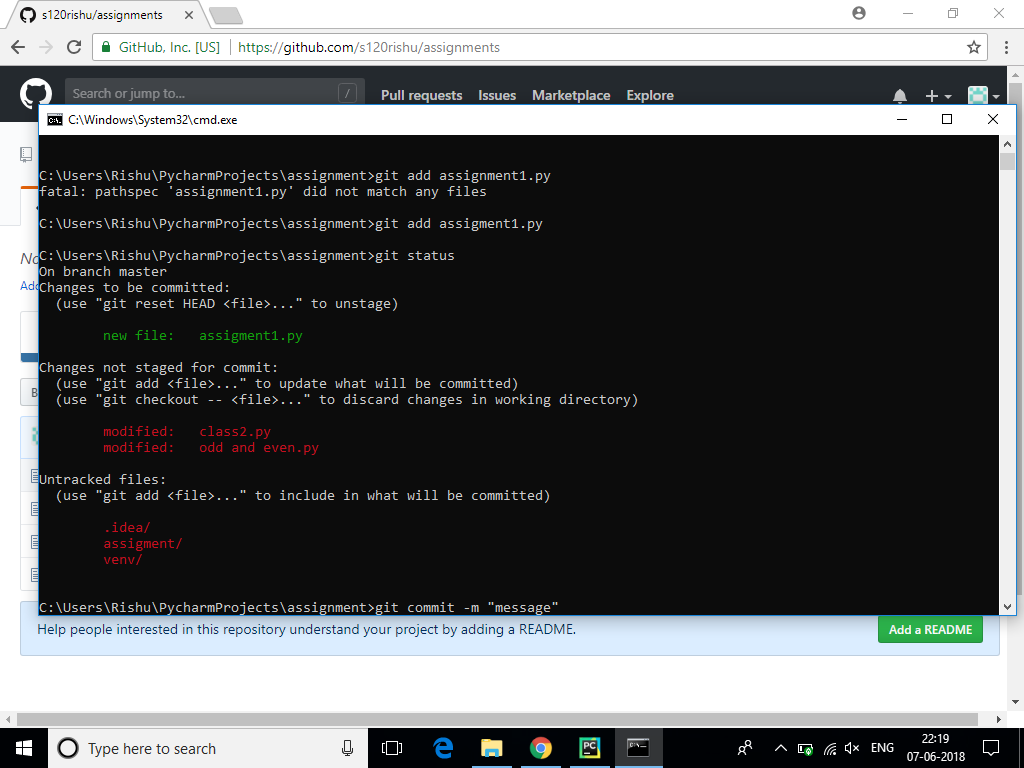 s120rishu/assignments
GitHub, Inc. [US] https://github.com/s120rishu/assignments
Search or jump to... / Pull requests Issues Marketplace Explore
C:\Windows\System32\cmd.exe
C:\Users\Rishu\PycharmProjects\assignment>git add assignment1.py
fatal: pathspec 'assignment1.py' did not match any files
C:\Users\Rishu\PycharmProjects\assignment>git add assigment1.py
C:\Users\Rishu\PycharmProjects\assignment>git status
On branch master
Changes to be committed:
(use "git reset HEAD <file>..." to unstage)
new file: assigment1.py
Changes not staged for commit:
(use "git add <file>..." to update what will be committed)
(use "git checkout -- <file>..." to discard changes in working directory)
modified: class2.py
modified: odd and even.py
Untracked files:
(use "git add <file>..." to include in what will be committed)
.idea/
assigment/
venv/
C:\Users\Rishu\PycharmProjects\assignment>git commit -m "message"
Help people interested in this repository understand your project by adding a README. Add a README
Type here to search
ENG
22:19
07-06-2018